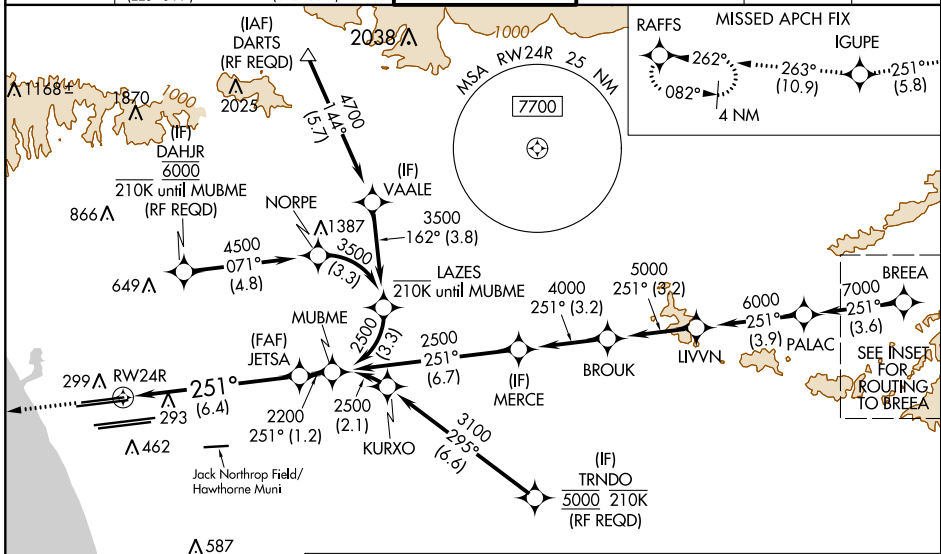 (IAF)
DARTS
(RF REQD)
2038
1000
1168±
1870
1000
2025
4700
144°
(5.7)
MSA RW24R 25 NM
7700
RAFFS
MISSED APCH FIX
IGUPE
262°
082°
4 NM
263°
(10.9)
251°
(5.8)
(IF)
DAHJR
6000
210K until MUBME
(RF REQD)
866
649
4500
071°
(4.8)
NORPE
1387
3500
(3.3)
(IF)
VAALE
3500
162° (3.8)
LAZES
210K until MUBME
2500
(3.3)
MUBME
(FAF)
JETSA
299
RW24R
293
462
251°
(6.4)
2200
251° (1.2)
2500
(2.1)
KURXO
2500
251°
(6.7)
(IF)
MERCE
4000
251° (3.2)
BROUK
5000
251° (3.2)
LIVVN
6000
251°
(3.9)
PALAC
7000
251°
(3.6)
BREEA
SEE INSET
FOR
ROUTING
TO BREEA
3100
295°
(6.6)
(IF)
TRNDO
5000 210K
(RF REQD)
Jack Northrop Field/
Hawthorne Muni
587